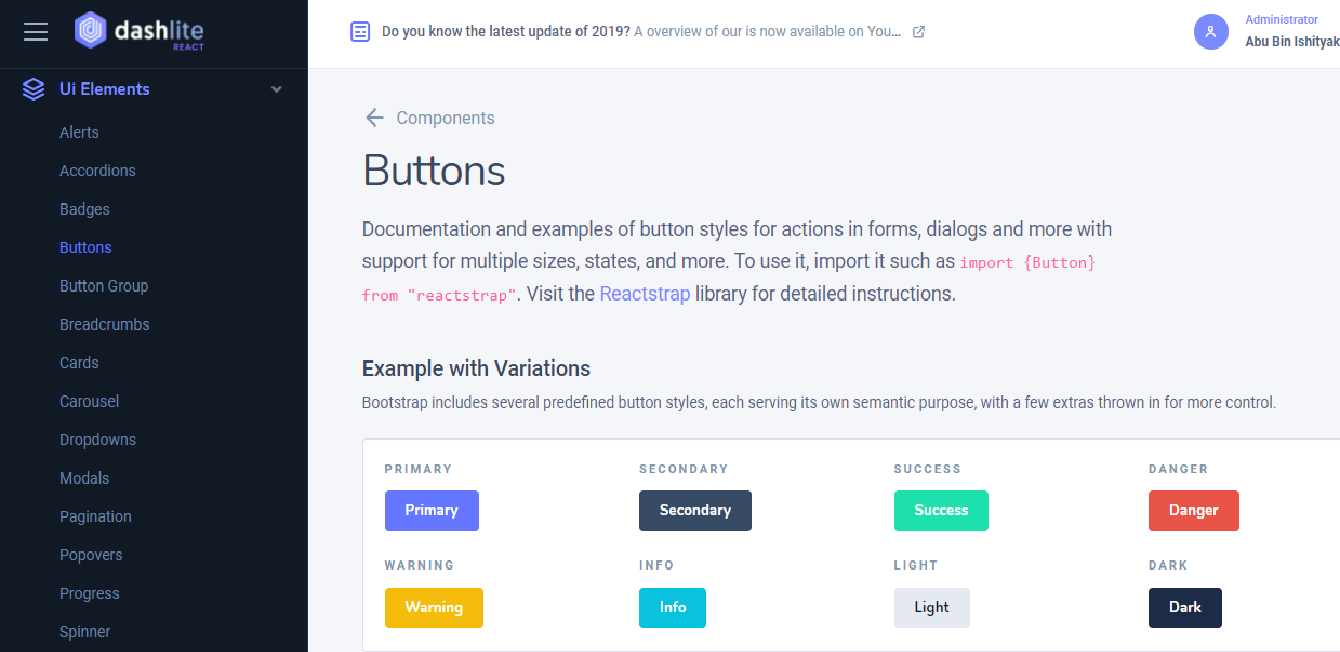 dashlite
REACT
Do you know the latest update of 2019? A overview of our is now available on You...
Administrator
Abu Bin Ishityak
Ui Elements
Alerts
Accordions
Badges
Buttons
Button Group
Breadcrumbs
Cards
Carousel
Dropdowns
Modals
Pagination
Popovers
Progress
Spinner
Components
Buttons
Documentation and examples of button styles for actions in forms, dialogs and more with
support for multiple sizes, states, and more. To use it, import it such as import {Button}
from "reactstrap". Visit the Reactstrap library for detailed instructions.
Example with Variations
Bootstrap includes several predefined button styles, each serving its own semantic purpose, with a few extras thrown in for more control.
PRIMARY SECONDARY SUCCESS DANGER
Primary Secondary Success Danger
WARNING INFO LIGHT DARK
Warning Info Light Dark